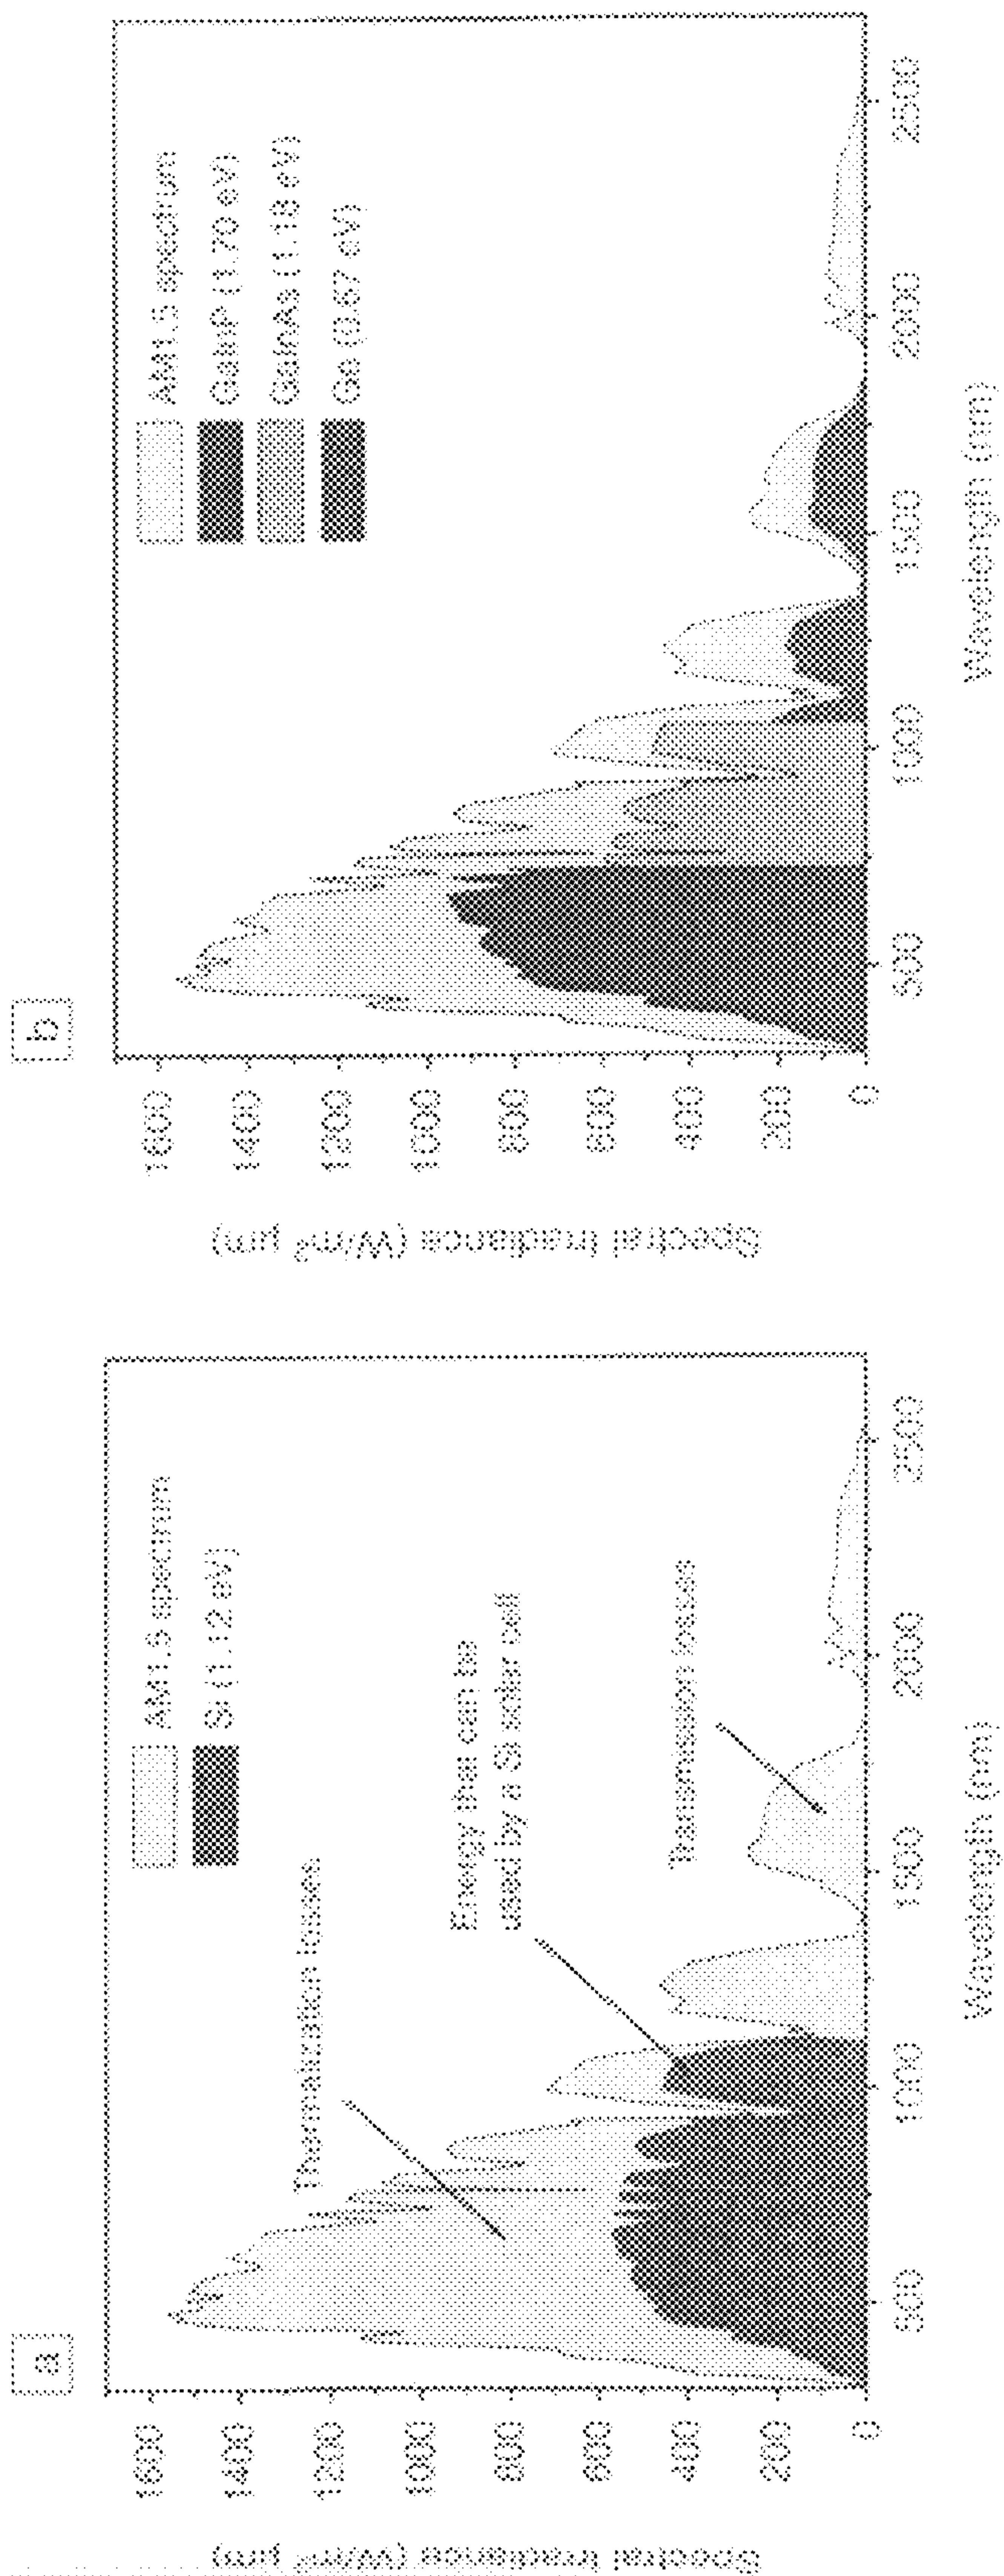 a
Spectral Irradiance (W/m² µm)
1600
1400
1200
1000
800
600
400
200
0
AM1.5 spectrum
Si (1.12 eV)
Thermalization losses
Energy that can be
used by a Si solar cell
Transmission losses
500
1000
1500
2000
2500
Wavelength (nm)
b
Spectral Irradiance (W/m² µm)
1600
1400
1200
1000
800
600
400
200
0
AM1.5 spectrum
GaInP (1.70 eV)
GaInAs (1.18 eV)
Ge (0.67 eV)
500
1000
1500
2000
2500
Wavelength (nm)